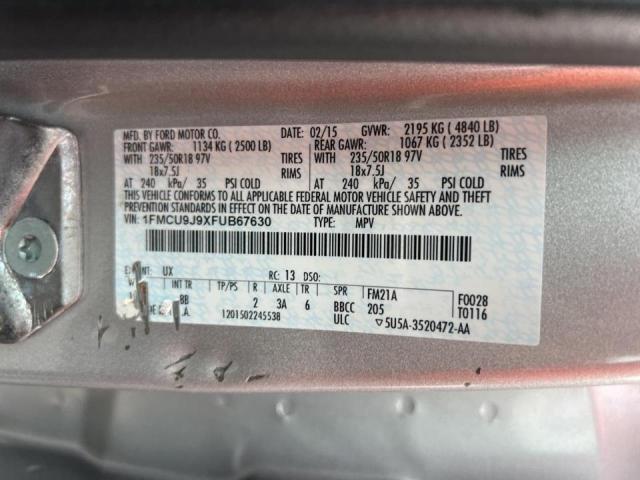 MFD. BY FORD MOTOR CO. DATE: 02/15 GVWR: 2195 KG ( 4840 LB)
FRONT GAWR: 1134 KG ( 2500 LB) REAR GAWR: 1067 KG ( 2352 LB)
WITH 235/50R18 97V TIRES WITH 235/50R18 97V TIRES
18x7.5J RIMS 18x7.5J RIMS
AT 240 kPa/ 35 PSI COLD AT 240 kPa/ 35 PSI COLD
THIS VEHICLE CONFORMS TO ALL APPLICABLE FEDERAL MOTOR VEHICLE SAFETY AND THEFT
PREVENTION STANDARDS IN EFFECT ON THE DATE OF MANUFACTURE SHOWN ABOVE.
VIN: 1FMCU9J9XFUB67630 TYPE: MPV
UX RC: 13 DSO:
TP/PS R AXLE TR SPR FM21A F0028
BB 2 3A 6 BBCC 205 T0116
.A. 1201502245538 ULC ▽5U5A-3520472-AA